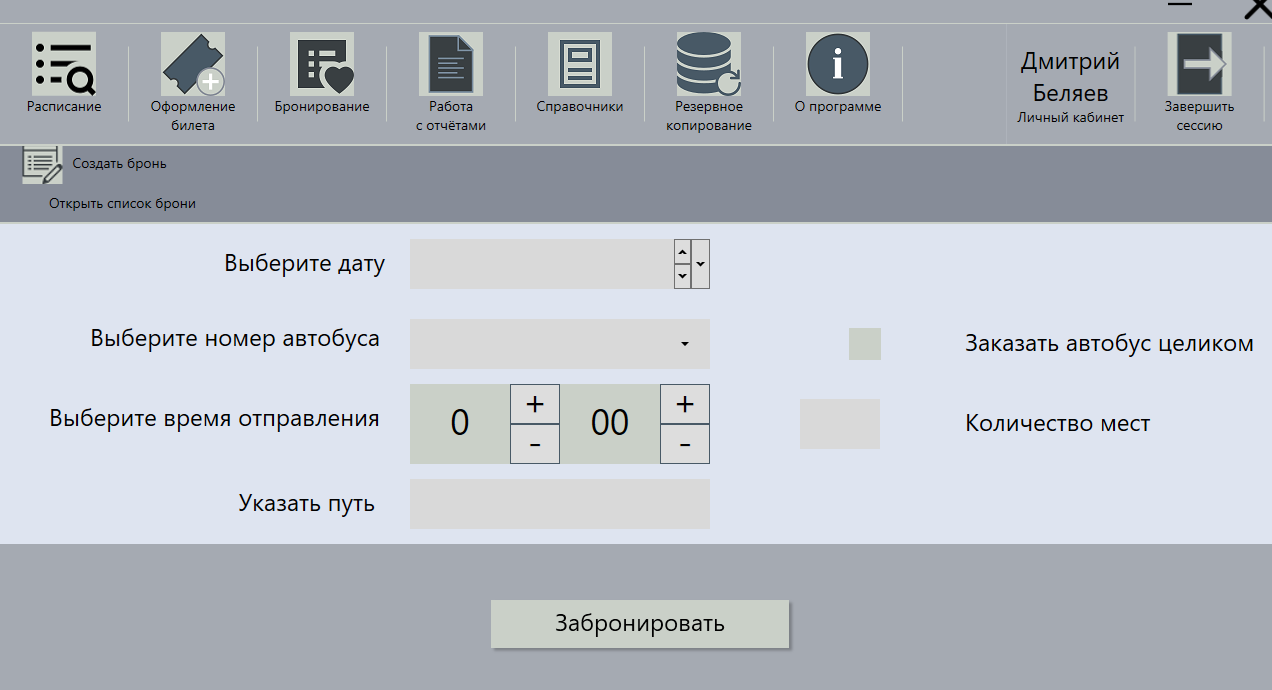 Расписание
Оформление
билета
Бронирование
Работа
с отчётами
Справочники
Резервное
копирование
О программе
Дмитрий
Беляев
Личный кабинет
Завершить
сессию
Создать бронь
Открыть список брони
Выберите дату
Выберите номер автобуса
Заказать автобус целиком
Выберите время отправления
0 + - 00 + -
Количество мест
Указать путь
Забронировать